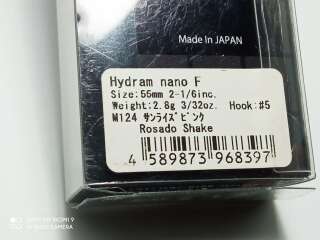 Made In JAPAN
Hydram nano F
Size:55mm 2-1/6inc.
Weight:2.8g 3/32oz. Hook:#5
M124 サンライズピンク
Rosado Shake
4 589873 968397
SHOT ON REDMI 9
AI QUAD CAMERA